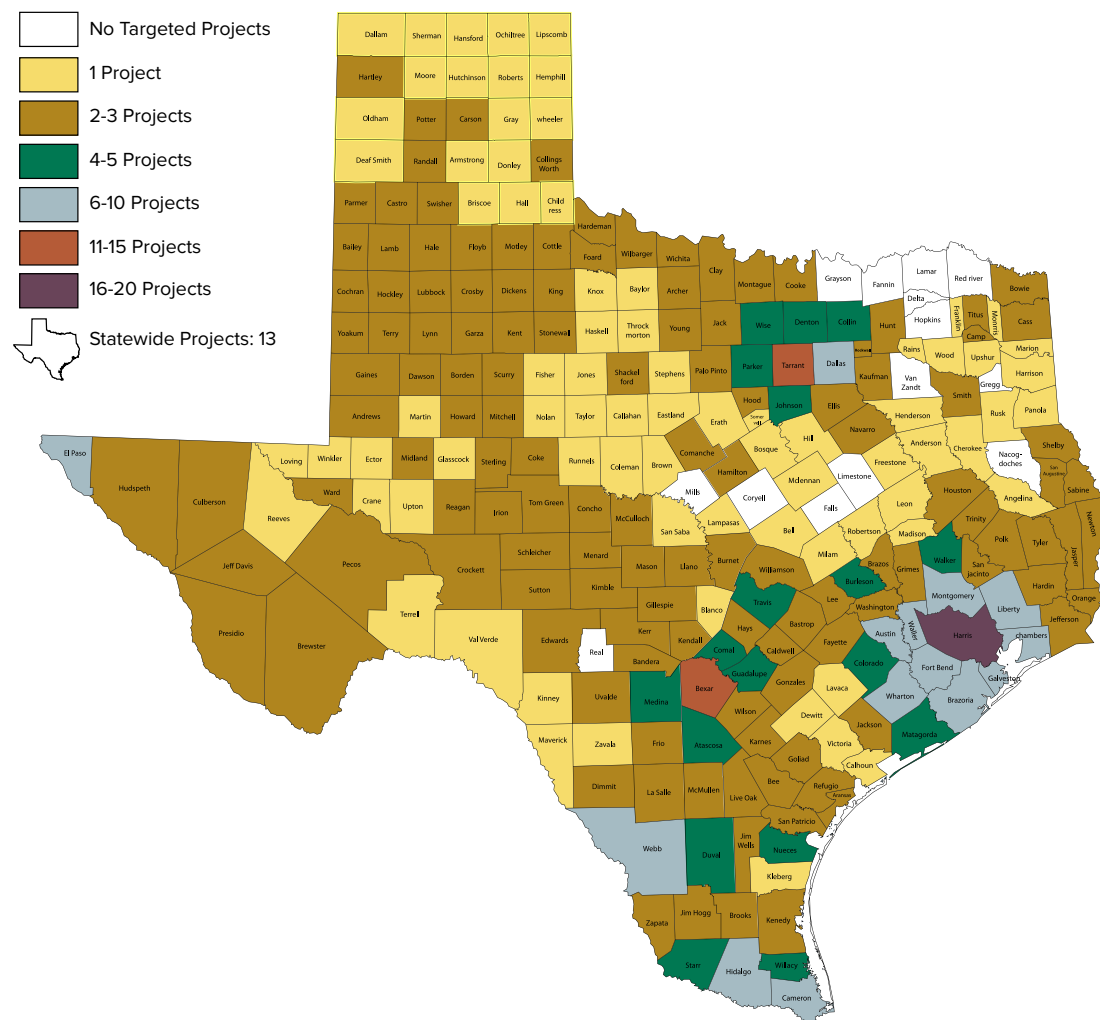 No Targeted Projects
1 Project
2-3 Projects
4-5 Projects
6-10 Projects
11-15 Projects
16-20 Projects
Statewide Projects: 13
Dallam Sherman Hansford Ochiltree Lipscomb
Hartley Moore Hutchinson Roberts Hemphill
Oldham Potter Carson Gray wheeler
Deaf Smith Randall Armstrong Donley Collings
Worth
Parmer Castro Swisher Briscoe Hall Child
ress
Hardeman
Bailey Lamb Hale Floyb Motley Cottle Foard Wilbarger Wichita
Clay Montague Cooke Grayson Fannin Lamar Red river Bowie
Cochran Hockley Lubbock Crosby Dickens King Knox Baylor Archer
Delta Hopkins Franklin Titus Morris Cass
Camp
Yoakum Terry Lynn Garza Kent Stonewall Haskell Throck
morton
Young Jack Wise Denton Collin Hunt
Rains Wood Upshur Marion
Gaines Dawson Borden Scurry Fisher Jones Shackel
ford
Stephens Palo Pinto Parker Tarrant Dallas Kaufman Van
Zandt
Gregg Harrison
Andrews Martin Howard Mitchell Nolan Taylor Callahan Eastland Erath Hood Johnson Ellis
Smith Rusk Panola
Henderson Navarro Hill Bosque
El Paso Hudspeth Culberson Reeves Loving Winkler Ector Midland Glasscock Sterling Coke Runnels Coleman Brown Comanche Hamilton
Mclennan Limestone Freestone Anderson Cherokee Nacog-
doches
Shelby
San
Augustine
Sabine
Ward Crane Upton Reagan Irion Tom Green Concho McCulloch San Saba Mills Coryell Falls Leon Houston Angelina
Lampasas Bell Robertson Madison Trinity Polk Tyler Jasper Newton
Jeff Davis Pecos Crockett Schleicher Menard Mason Llano Burnet Williamson Milam Brazos Grimes Walker San
jacinto
Hardin Orange
Presidio Brewster Terrell Val Verde Sutton Kimble Gillespie Blanco Travis Lee Burleson Washington Montgomery Liberty Jefferson
Edwards Real Kerr Kendall Hays Bastrop Fayette Austin Waller Harris chambers
Bandera Comal Caldwell Colorado Fort Bend Galveston
Kinney Uvalde Medina Bexar Guadalupe Gonzales Lavaca Wharton Brazoria
Maverick Zavala Frio Atascosa Wilson Karnes Dewitt Jackson Matagorda
Victoria Goliad Calhoun
Dimmit La Salle McMullen Live Oak Bee Refugio
Aransas
San Patricio
Webb Duval Jim
Wells
Nueces
Kleberg
Zapata Jim Hogg Brooks Kenedy
Starr Hidalgo Willacy
Cameron